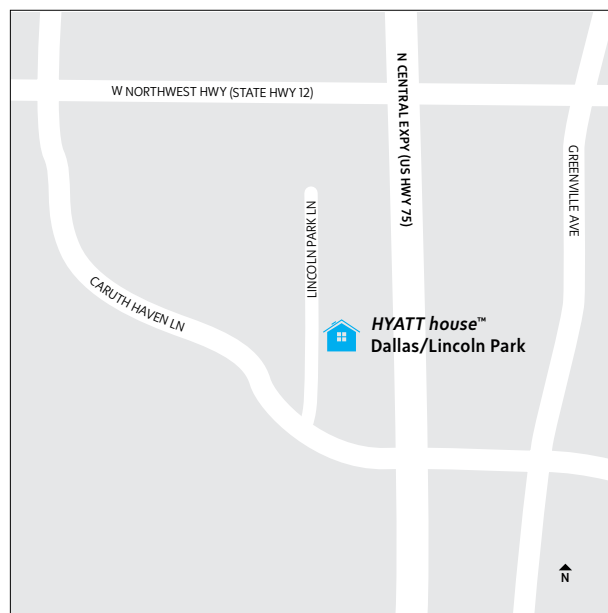 W NORTHWEST HWY (STATE HWY 12)
N CENTRAL EXPY (US HWY 75)
GREENVILLE AVE
LINCOLN PARK LN
CARUTH HAVEN LN
HYATT house™
Dallas/Lincoln Park
N